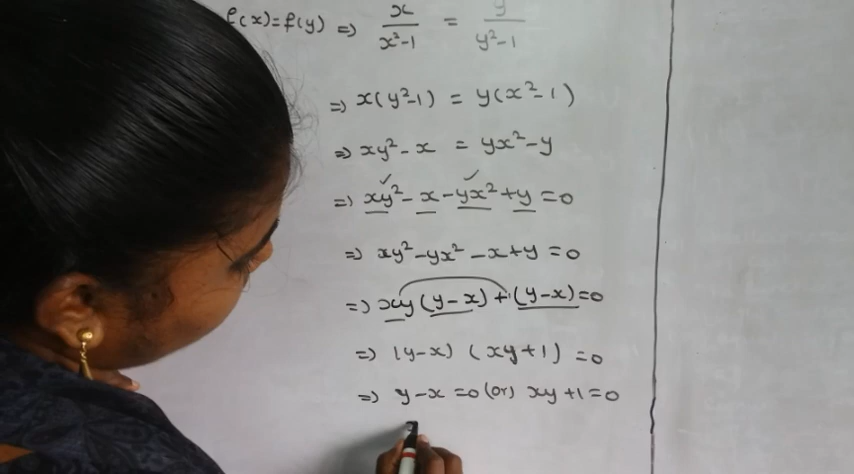 f(x)=f(y) => x/(x²-1) = y/(y²-1)
=> x(y²-1) = y(x²-1)
=> xy²-x = yx²-y
=> xy²-x-yx²+y=0
=> xy²-yx²-x+y=0
=> xy(y-x)+(y-x)=0
=> (y-x) (xy+1)=0
=> y-x=0 (or) xy+1=0